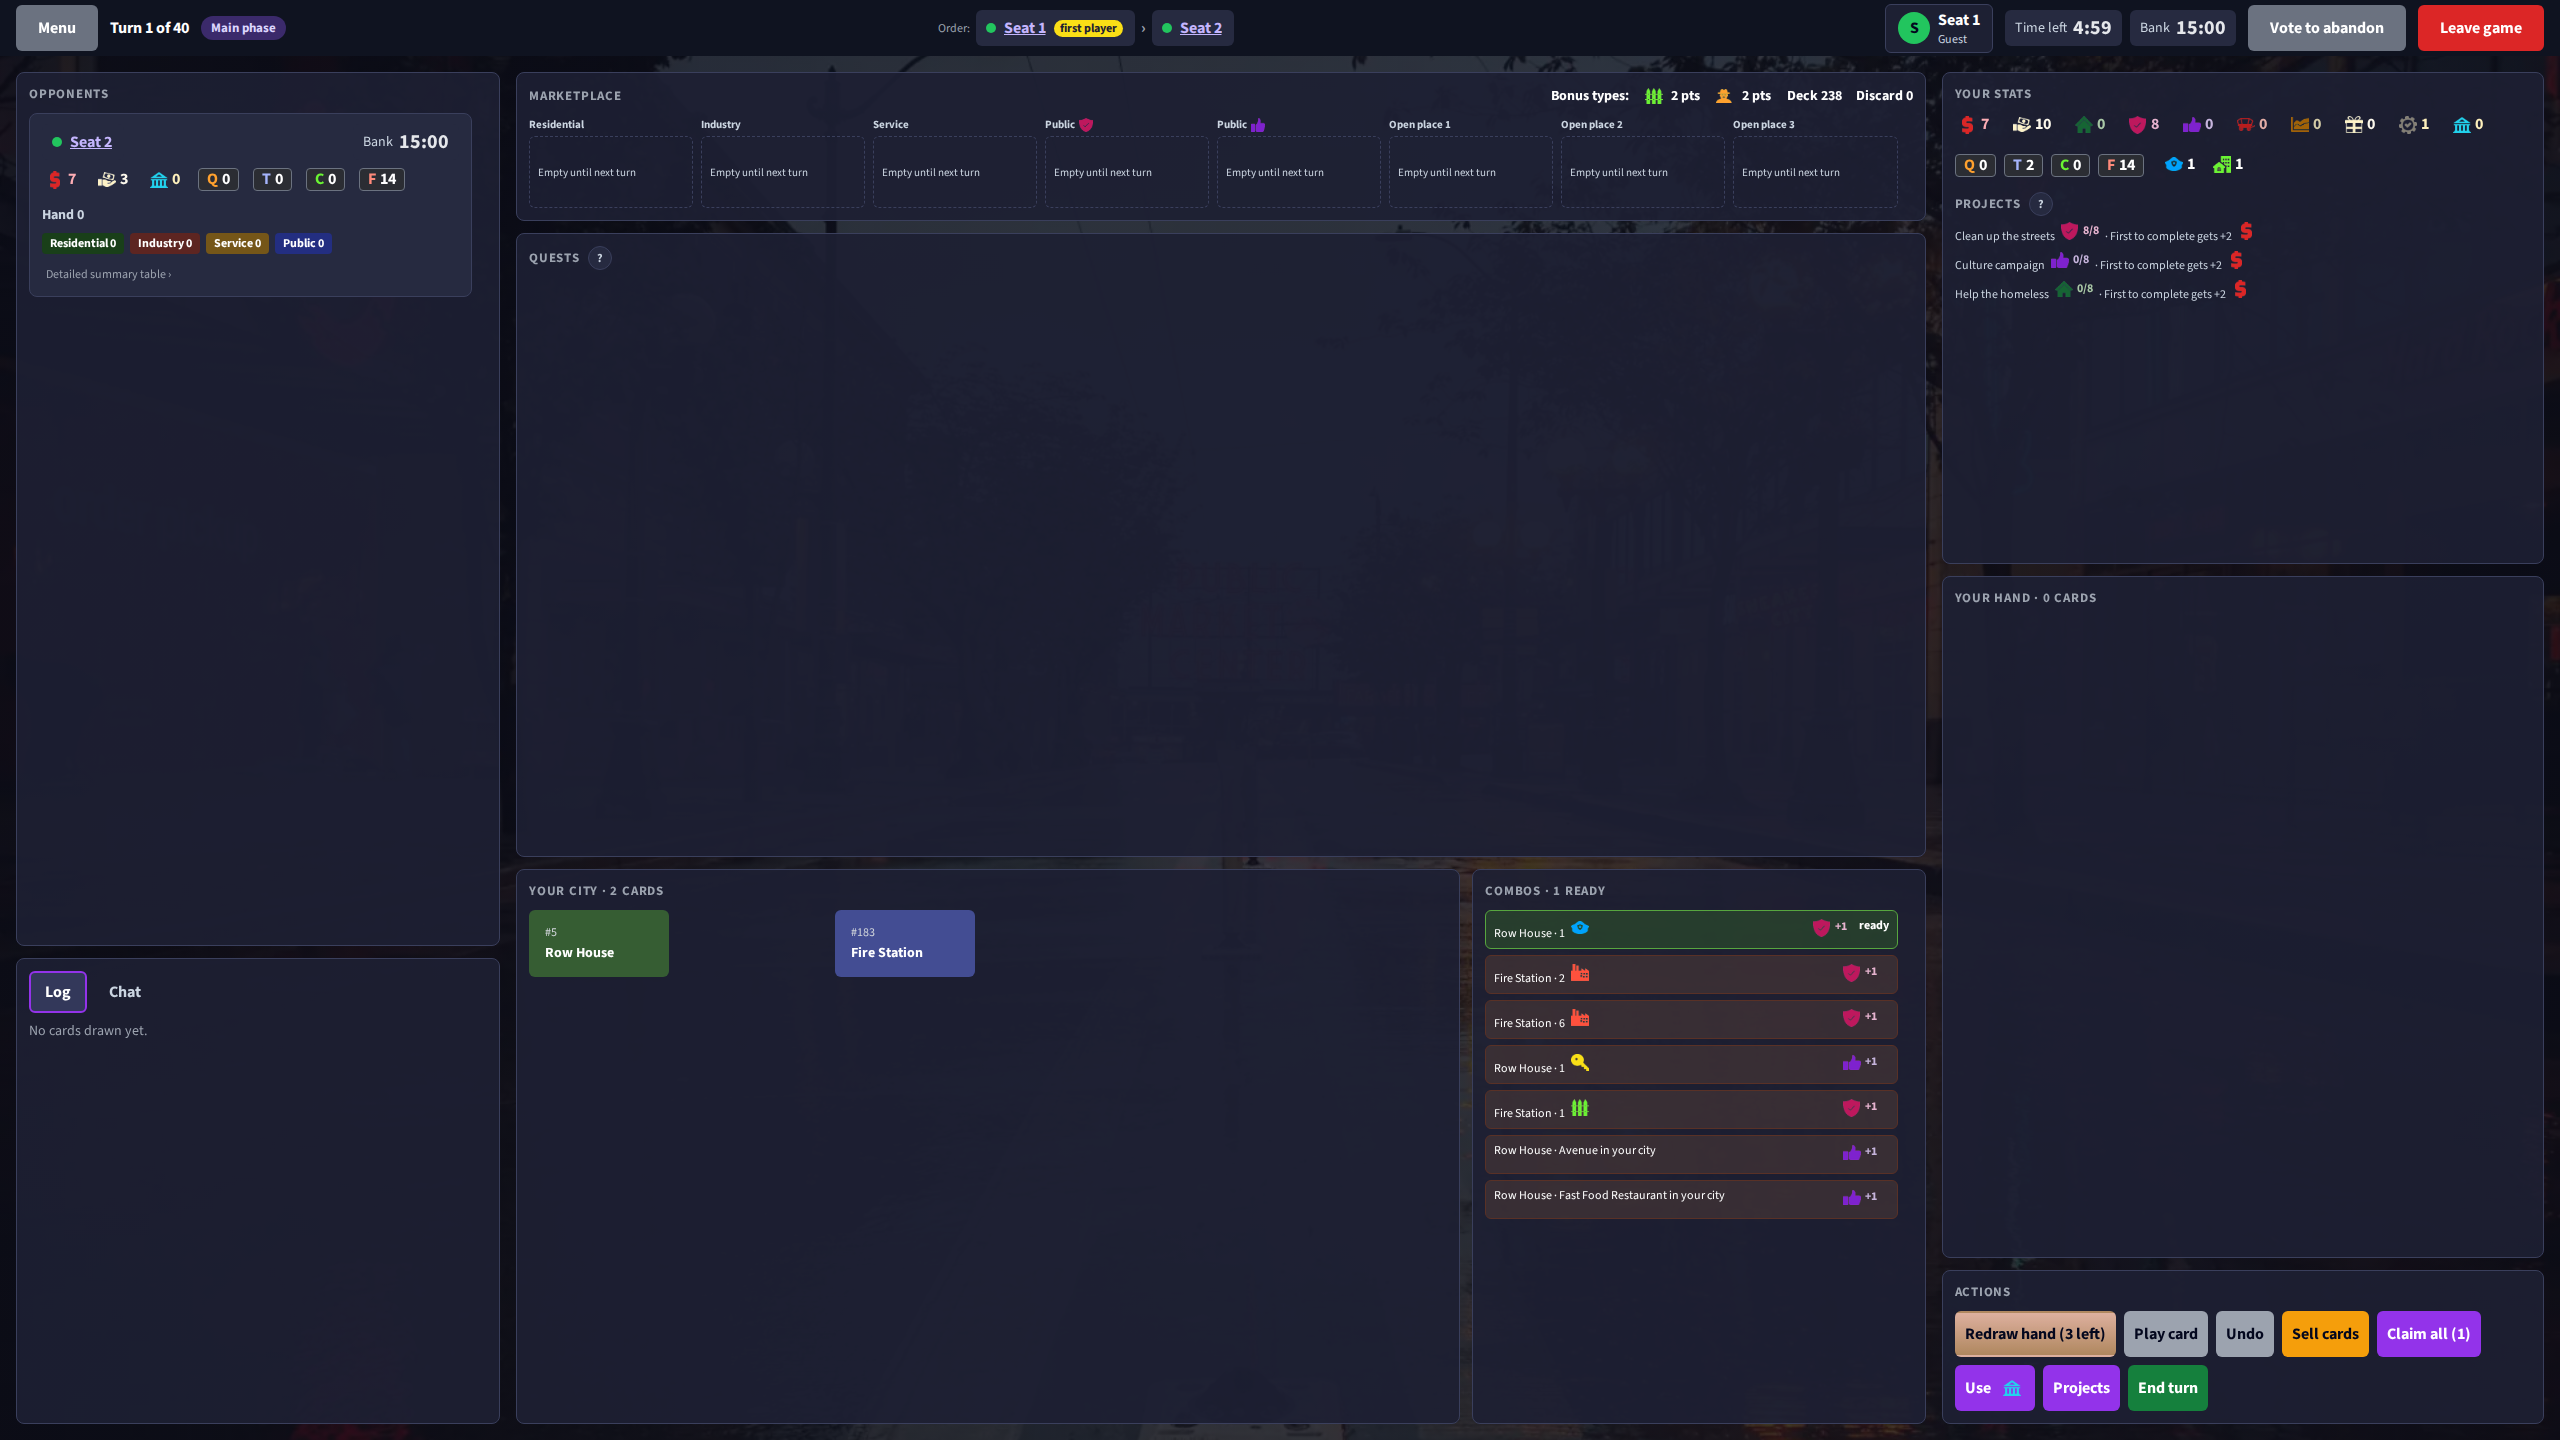 Menu
Turn 1 of 40
Main phase
Order:
Seat 1
first player
›
Seat 2
S
Seat 1
Guest
Time left 4:59
Bank 15:00
Vote to abandon
Leave game
OPPONENTS
Seat 2
Bank 15:00
7 3 0 Q 0 T 0 C 0 F 14
Hand 0
Residential 0 Industry 0 Service 0 Public 0
Detailed summary table ›
Log
Chat
No cards drawn yet.
MARKETPLACE
Bonus types: 2 pts 2 pts Deck 238 Discard 0
Residential Industry Service Public Public Open place 1 Open place 2 Open place 3
Empty until next turn Empty until next turn Empty until next turn Empty until next turn Empty until next turn Empty until next turn Empty until next turn Empty until next turn
QUESTS ?
YOUR CITY · 2 CARDS
#5
Row House
#183
Fire Station
COMBOS · 1 READY
Row House · 1 +1 ready
Fire Station · 2 +1
Fire Station · 6 +1
Row House · 1 +1
Fire Station · 1 +1
Row House · Avenue in your city +1
Row House · Fast Food Restaurant in your city +1
YOUR STATS
7 10 0 8 0 0 0 0 1 0
Q 0 T 2 C 0 F 14 1 1
PROJECTS ?
Clean up the streets 8/8 · First to complete gets +2
Culture campaign 0/8 · First to complete gets +2
Help the homeless 0/8 · First to complete gets +2
YOUR HAND · 0 CARDS
ACTIONS
Redraw hand (3 left) Play card Undo Sell cards Claim all (1)
Use Projects End turn